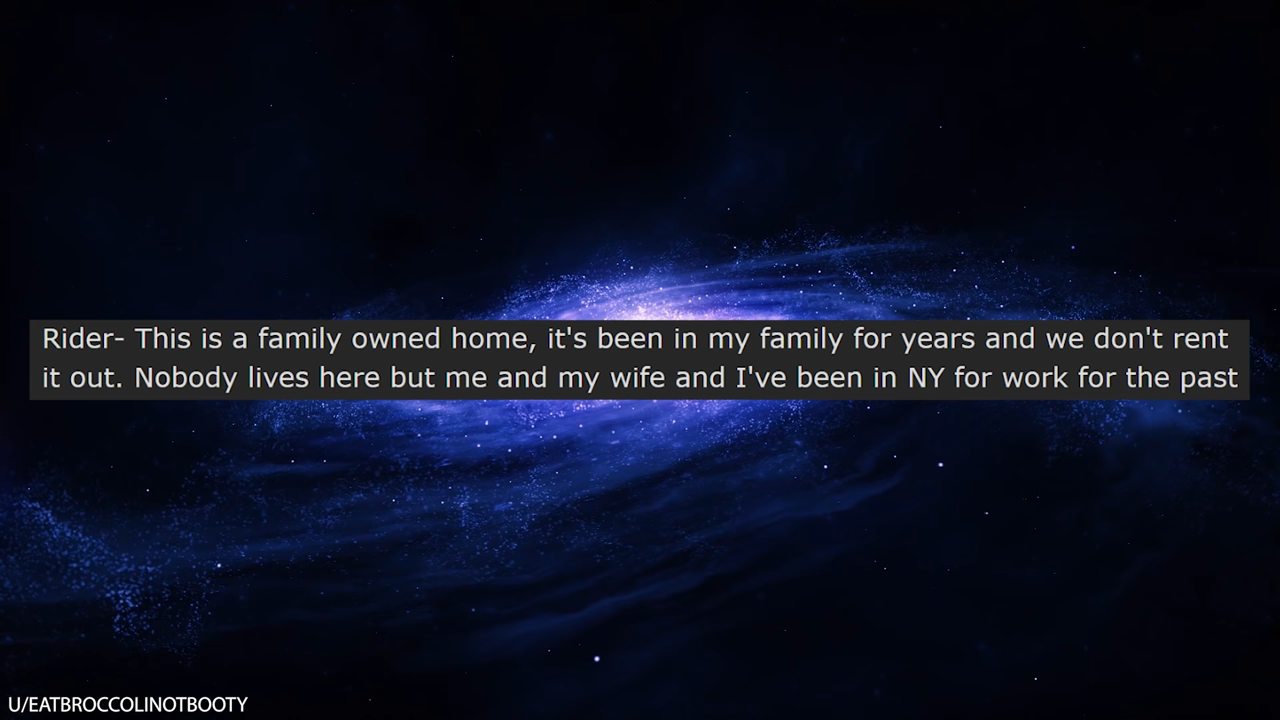 Rider- This is a family owned home, it's been in my family for years and we don't rent
it out. Nobody lives here but me and my wife and I've been in NY for work for the past
U/EATBROCCOLINOTBOOTY